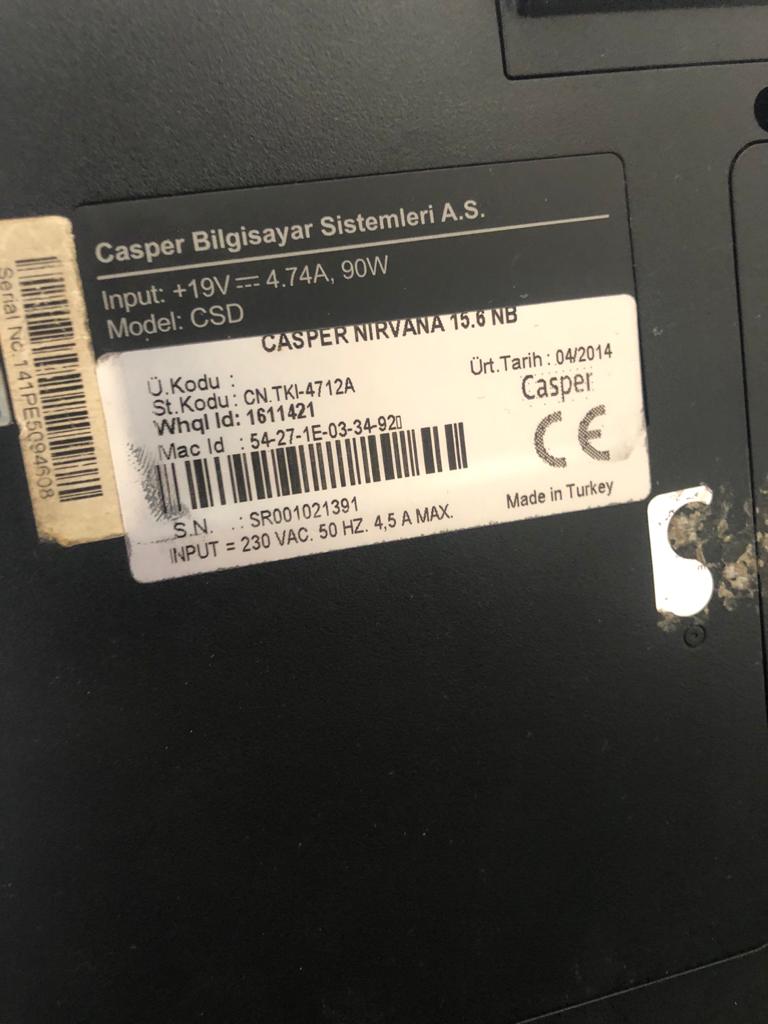 Casper Bilgisayar Sistemleri A.S.
Input: +19V 4.74A, 90W
Model: CSD
CASPER NIRVANA 15.6 NB
Ü.Kodu :
Ürt.Tarih : 04/2014
St.Kodu : CN.TKI-4712A
Casper
Whql Id: 1611421
Mac Id : 54-27-1E-03-34-92
CE
S.N. .: SR001021391
Made in Turkey
INPUT = 230 VAC. 50 HZ. 4,5 A MAX.
Serial No:141PE5094608